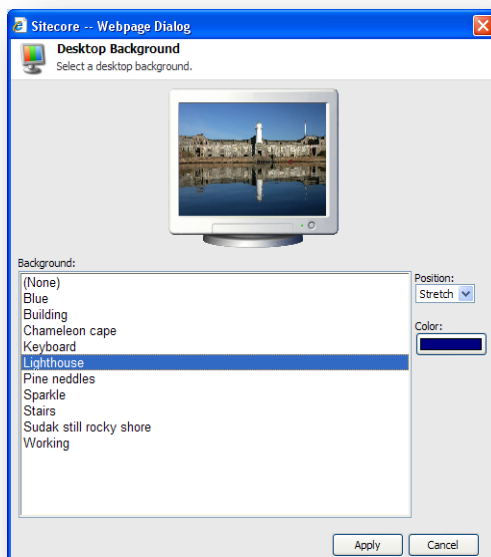 Sitecore -- Webpage Dialog
Desktop Background
Select a desktop background.
Background:
(None)
Blue
Building
Chameleon cape
Keyboard
Lighthouse
Pine neddles
Sparkle
Stairs
Sudak still rocky shore
Working
Position:
Stretch
Color:
Apply
Cancel